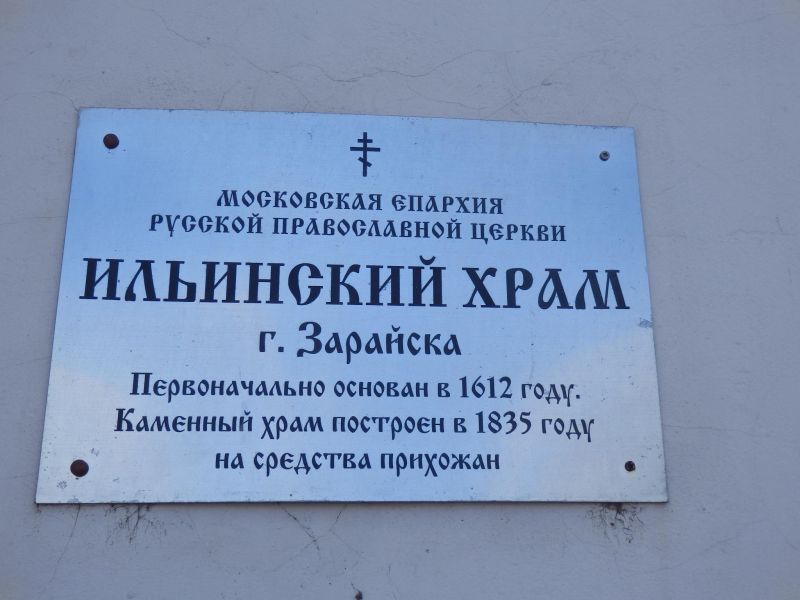 МОСКОВСКАЯ ЕПАРХИЯ
РУССКОЙ ПРАВОСЛАВНОЙ ЦЕРКВИ
ИЛЬИНСКИЙ ХРАМ
г. Зарайска
Первоначально основан в 1612 году.
Каменный храм построен в 1835 году
на средства прихожан